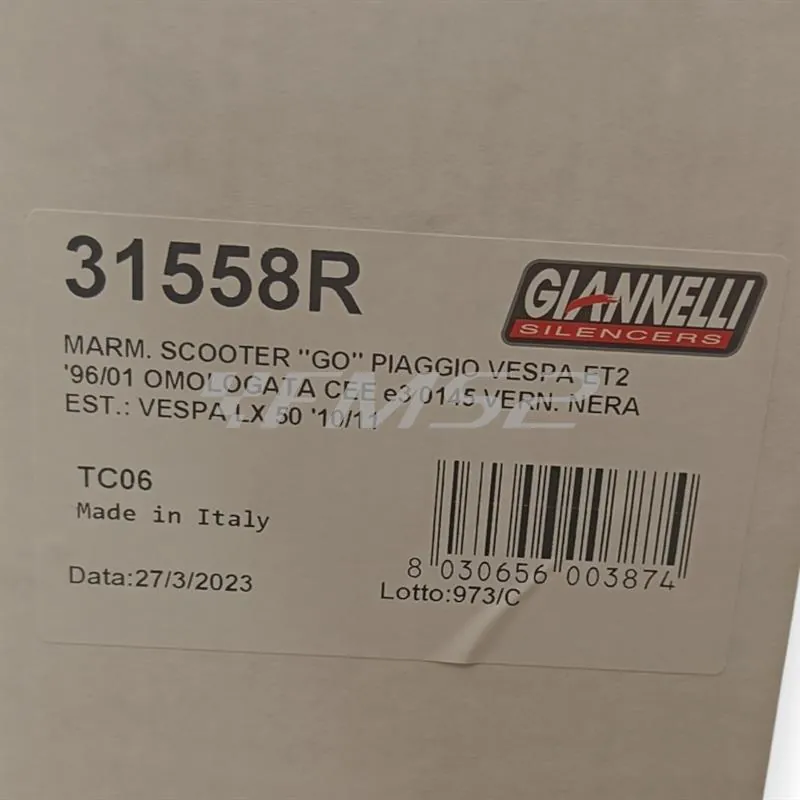 31558R
GIANNELLI
SILENCERS
MARM. SCOOTER "GO" PIAGGIO VESPA ET2
'96/01 OMOLOGATA CEE e3 0145 VERN. NERA
EST.: VESPA LX 50 '10/11
TC06
Made in Italy
Data:27/3/2023
8 030656 003874
Lotto:973/C